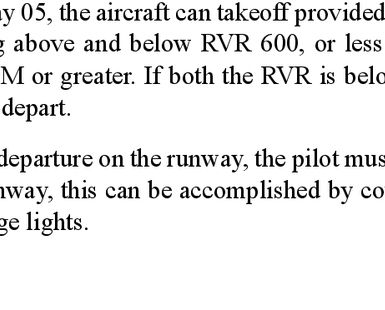 ay 05, the aircraft can takeoff provided
g above and below RVR 600, or less
M or greater. If both the RVR is belo
depart.
departure on the runway, the pilot mus
nway, this can be accomplished by co
ge lights.